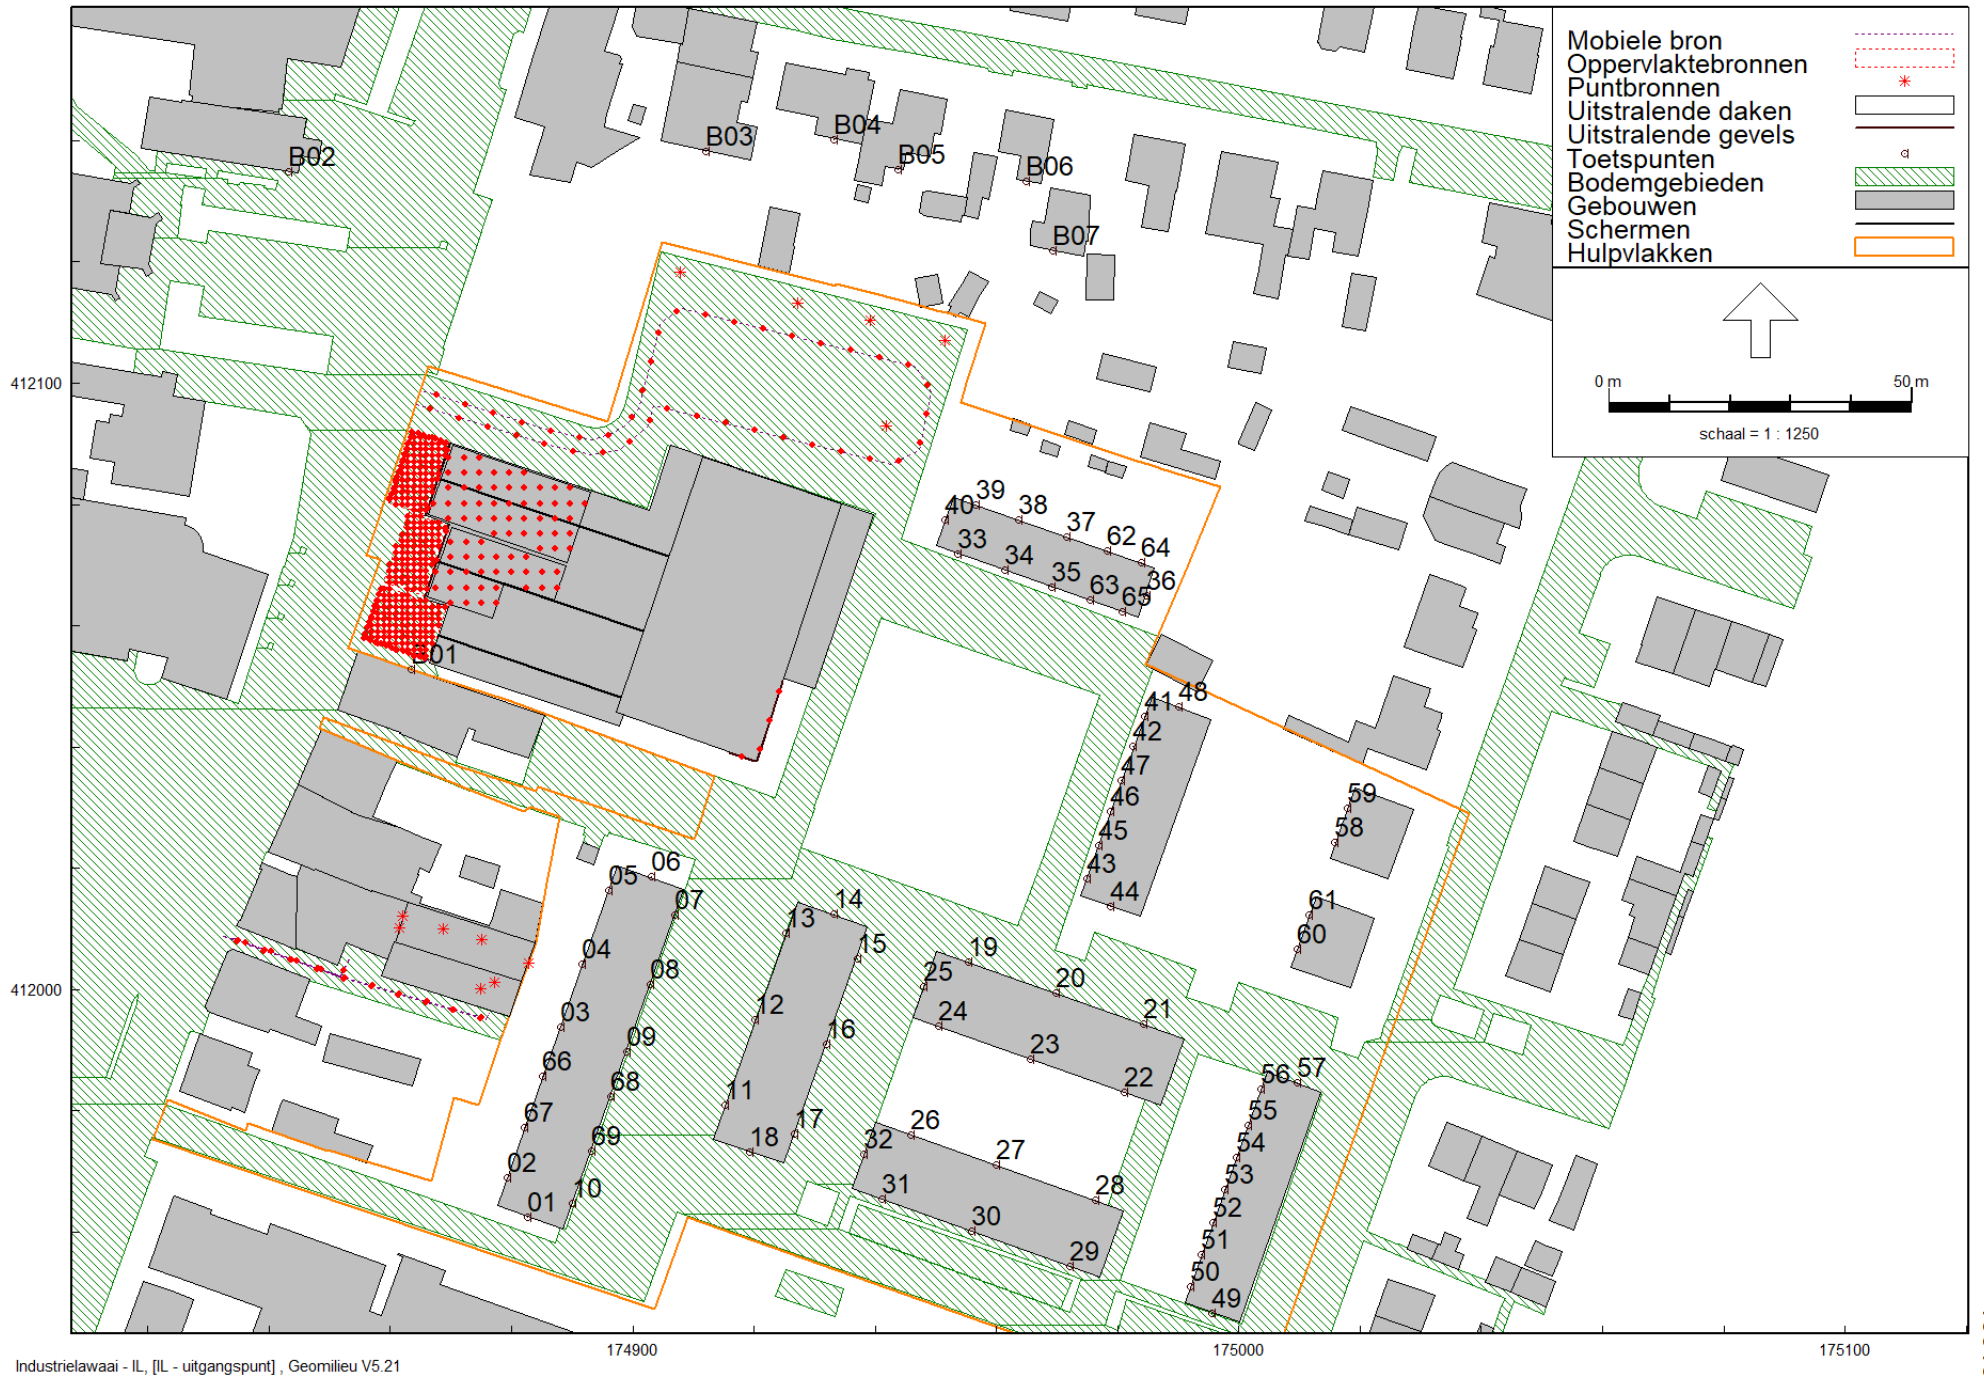 Mobiele bron
Oppervlaktebronnen
Puntbronnen
Uitstralende daken
Uitstralende gevels
Toetspunten
Bodemgebieden
Gebouwen
Schermen
Hulpvlakken
0 m 50 m
schaal = 1 : 1250
B02
B03
B04
B05
B06
B07
412100
39
40 38
37
62
33 64
34
35 36
63
65
B01
48
41
42
47
46
59
45
58
06
05 43
07 44
14 61
13
60
15
19
04
08 25 20
12 24 21
03
16
09 23
412000
66 56 57
68 22
11
55
67 26
17
69 18 32 54
27
02 53
31 28
10 52
01
30
51
29
50
49
174900 175000 175100
Industrielawaai - IL, [IL - uitgangspunt] , Geomilieu V5.21